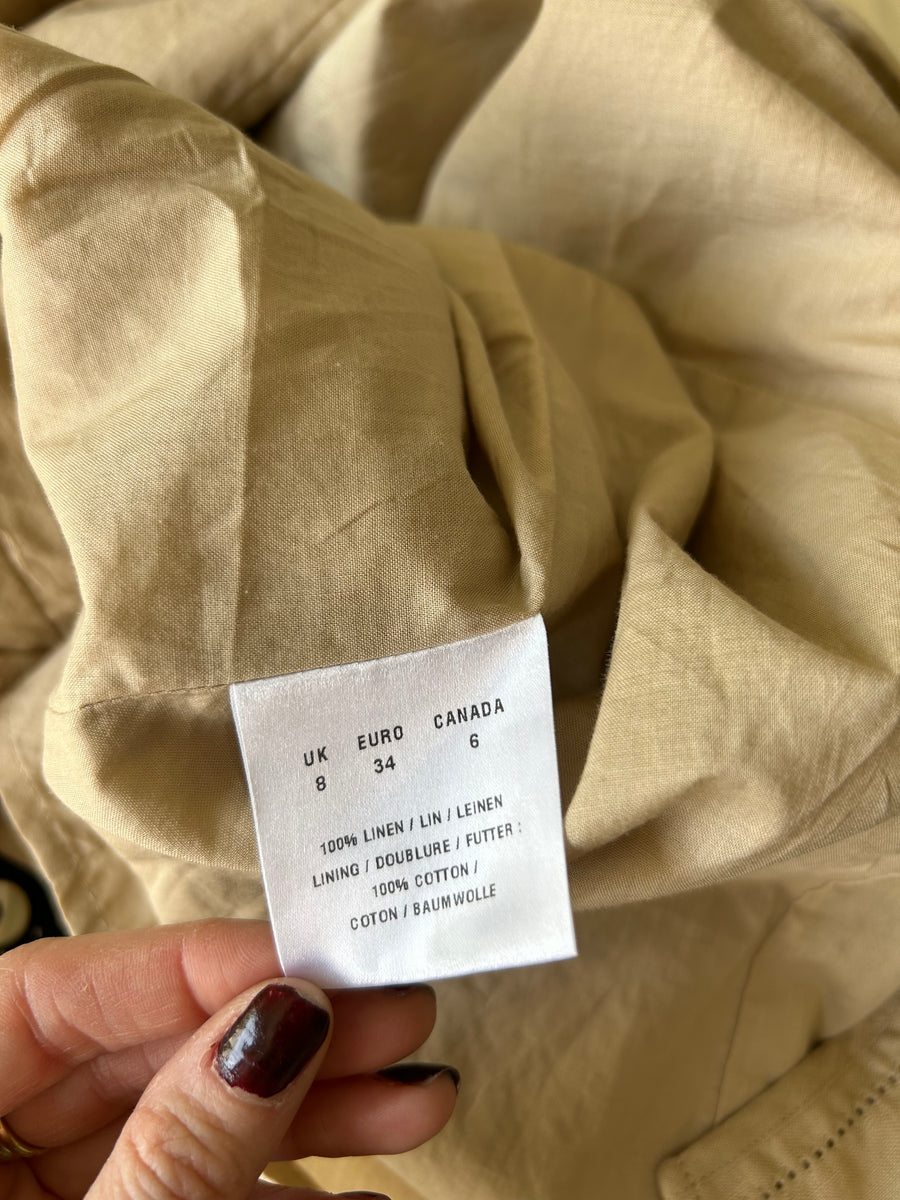 UK EURO CANADA
8 34 6
100% LINEN / LIN / LEINEN
LINING / DOUBLURE / FUTTER :
100% COTTON /
COTON / BAUMWOLLE